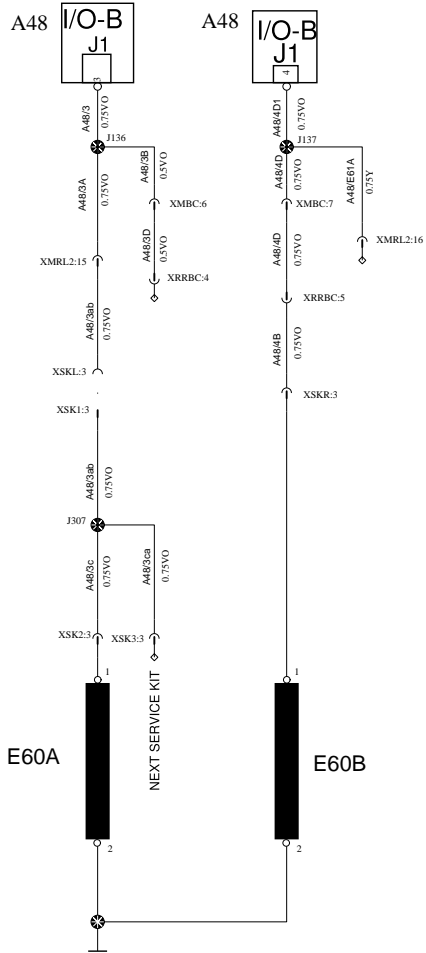 A48
I/O-B
J1
3
A48/3
0.75VO
J136
A48/3A
0.75VO
A48/3B
0.5VO
XMBC:6
A48/3D
0.5VO
XRRBC:4
XMRL2:15
A48/3ab
0.75VO
XSKL:3
XSK1:3
A48/3ab
0.75VO
J307
A48/3c
0.75VO
A48/3ca
0.75VO
XSK2:3
XSK3:3
NEXT SERVICE KIT
1
E60A
2
A48
I/O-B
J1
4
A48/4D1
0.75VO
J137
A48/4D
0.75VO
A48/E61A
0.75Y
XMBC:7
XMRL2:16
A48/4D
0.75VO
XRRBC:5
A48/4B
0.75VO
XSKR:3
1
E60B
2